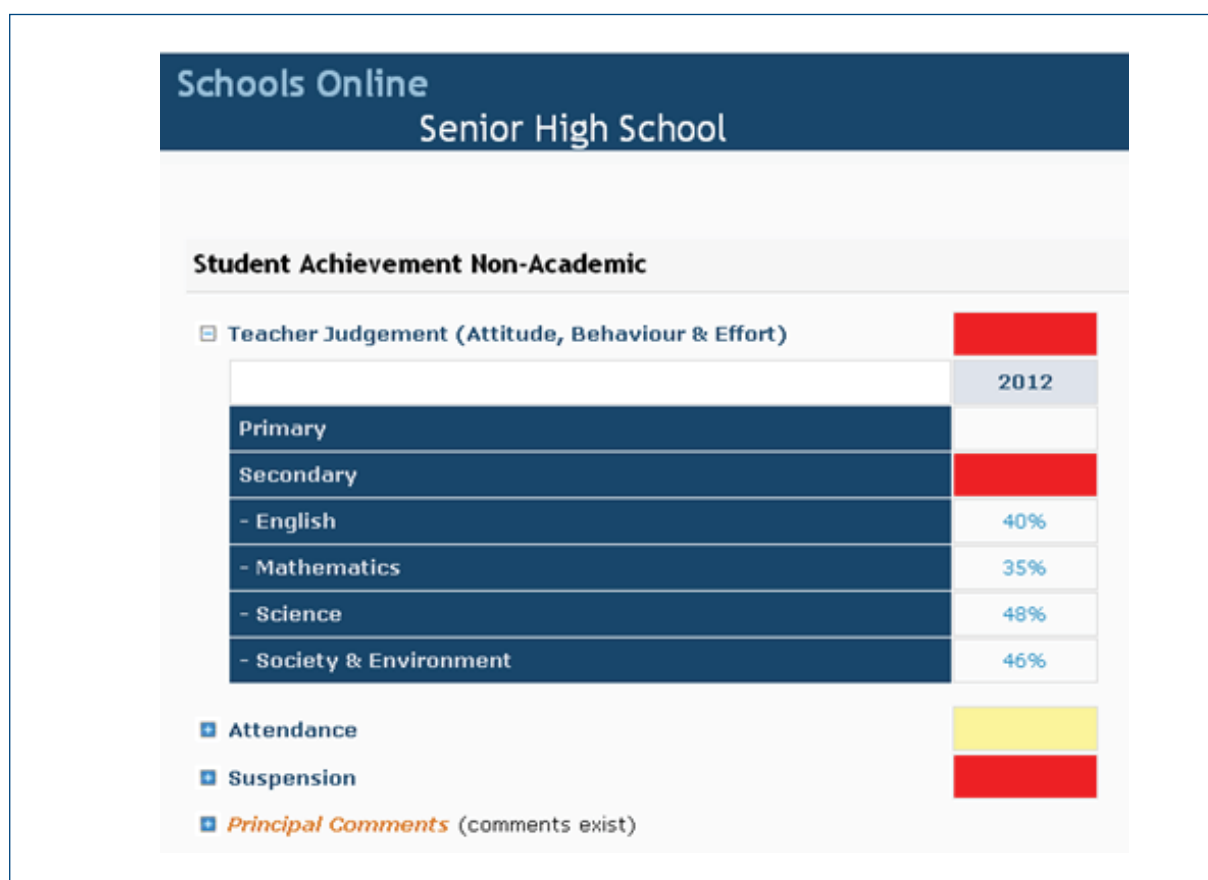 Schools Online
Senior High School
Student Achievement Non-Academic
Teacher Judgement (Attitude, Behaviour & Effort)
2012
Primary
Secondary
- English 40%
- Mathematics 35%
- Science 48%
- Society & Environment 46%
Attendance
Suspension
Principal Comments (comments exist)